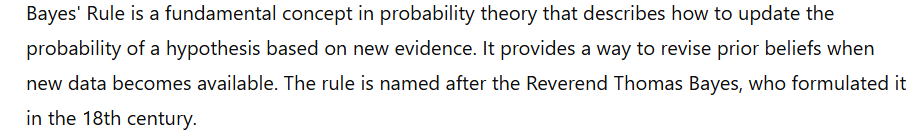 Bayes' Rule is a fundamental concept in probability theory that describes how to update the
probability of a hypothesis based on new evidence. It provides a way to revise prior beliefs when
new data becomes available. The rule is named after the Reverend Thomas Bayes, who formulated it
in the 18th century.